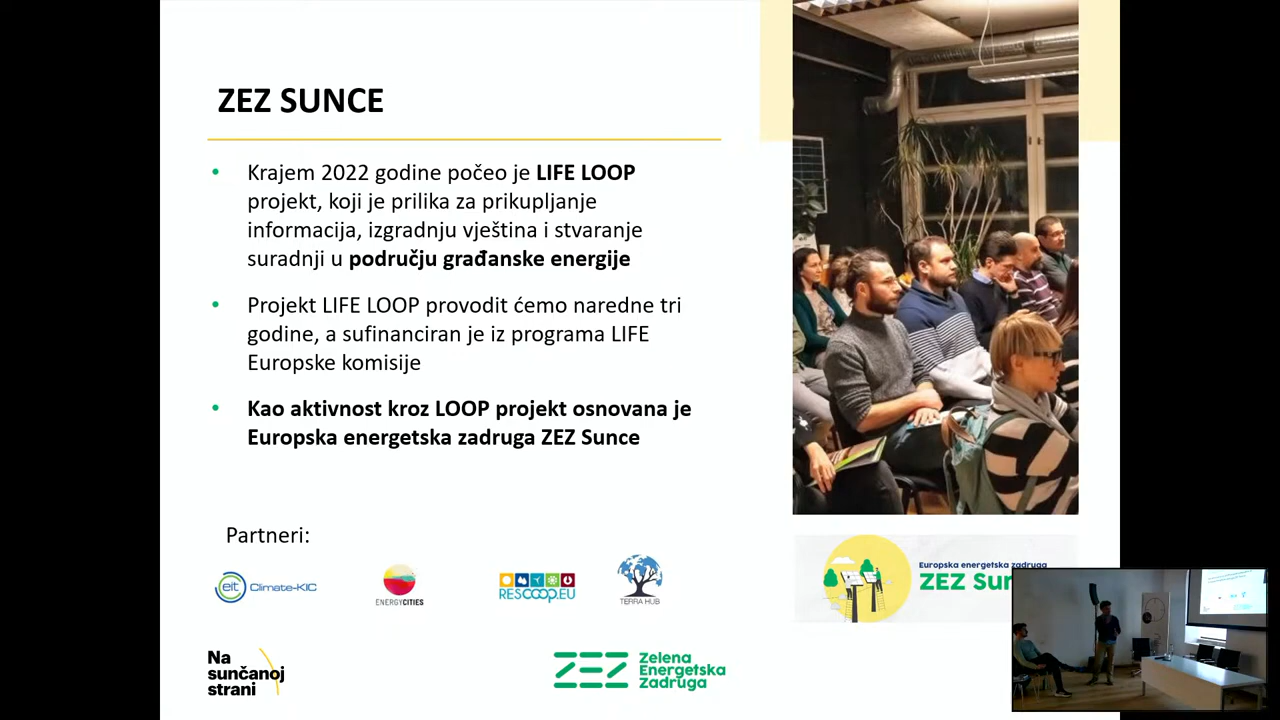 ZEZ SUNCE
• Krajem 2022 godine počeo je LIFE LOOP
projekt, koji je prilika za prikupljanje
informacija, izgradnju vještina i stvaranje
suradnji u području građanske energije
• Projekt LIFE LOOP provodit ćemo naredne tri
godine, a sufinanciran je iz programa LIFE
Europske komisije
• Kao aktivnost kroz LOOP projekt osnovana je
Europska energetska zadruga ZEZ Sunce
Partneri:
eit Climate-KIC
ENERGYCITIES
RESCOOP.EU
TERRA HUB
Europska energetska zadruga
ZEZ
Na
sunčanoj
strani
ZEZ
Zelena
Energetska
Zadruga